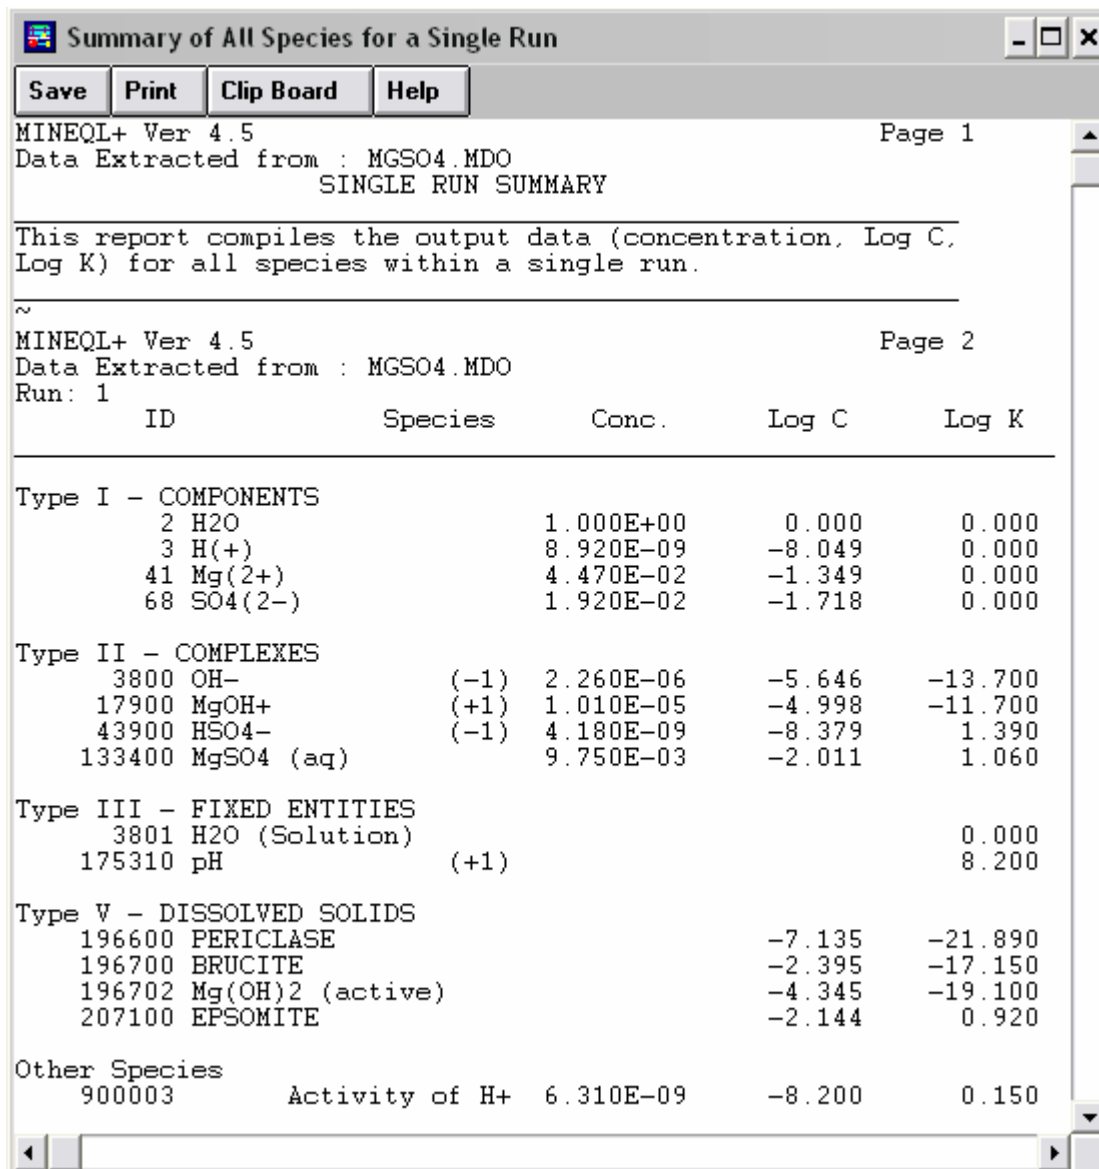 Summary of All Species for a Single Run
Save Print Clip Board Help
MINEQL+ Ver 4.5 Page 1
Data Extracted from : MGSO4.MDO
SINGLE RUN SUMMARY
This report compiles the output data (concentration, Log C,
Log K) for all species within a single run.
~
MINEQL+ Ver 4.5 Page 2
Data Extracted from : MGSO4.MDO
Run: 1
ID Species Conc. Log C Log K
Type I - COMPONENTS
2 H2O 1.000E+00 0.000 0.000
3 H(+) 8.920E-09 -8.049 0.000
41 Mg(2+) 4.470E-02 -1.349 0.000
68 SO4(2-) 1.920E-02 -1.718 0.000
Type II - COMPLEXES
3800 OH- (-1) 2.260E-06 -5.646 -13.700
17900 MgOH+ (+1) 1.010E-05 -4.998 -11.700
43900 HSO4- (-1) 4.180E-09 -8.379 1.390
133400 MgSO4 (aq) 9.750E-03 -2.011 1.060
Type III - FIXED ENTITIES
3801 H2O (Solution) 0.000
175310 pH (+1) 8.200
Type V - DISSOLVED SOLIDS
196600 PERICLASE -7.135 -21.890
196700 BRUCITE -2.395 -17.150
196702 Mg(OH)2 (active) -4.345 -19.100
207100 EPSOMITE -2.144 0.920
Other Species
900003 Activity of H+ 6.310E-09 -8.200 0.150